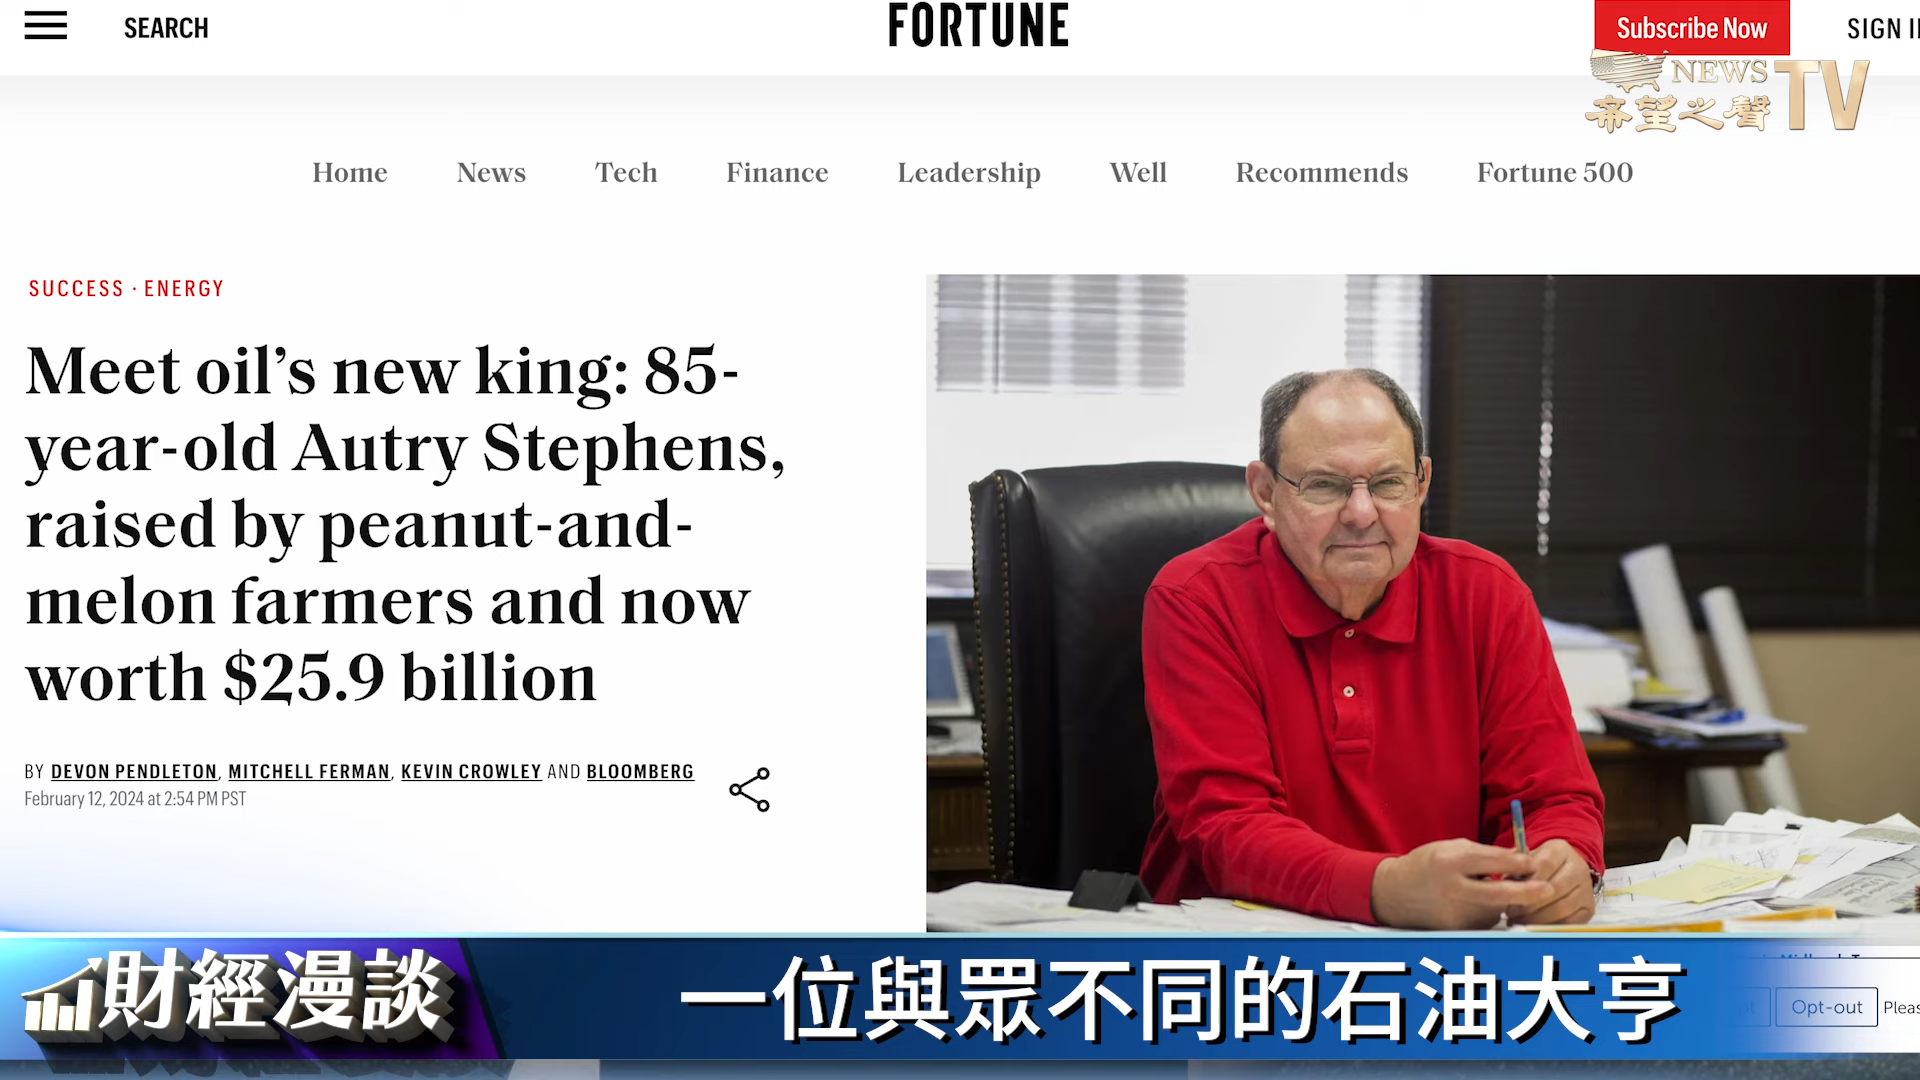 SEARCH
FORTUNE
Subscribe Now
SIGN I
NEWS
希望之聲
TV
Home
News
Tech
Finance
Leadership
Well
Recommends
Fortune 500
SUCCESS · ENERGY
Meet oil’s new king: 85-
year-old Autry Stephens,
raised by peanut-and-
melon farmers and now
worth $25.9 billion
BY DEVON PENDLETON, MITCHELL FERMAN, KEVIN CROWLEY AND BLOOMBERG
February 12, 2024 at 2:54 PM PST
財經漫談
一位與眾不同的石油大亨
Opt-out
Pleas